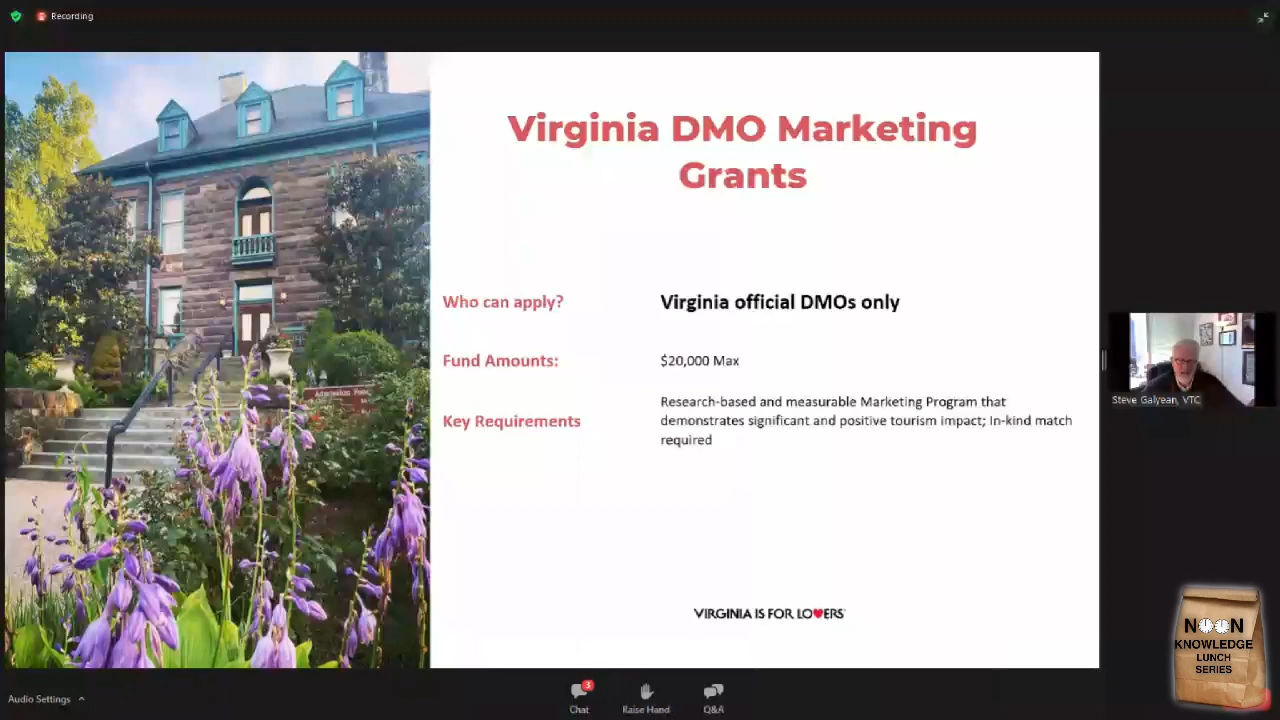 Recording
Virginia DMO Marketing
Grants
Who can apply?
Virginia official DMOs only
Fund Amounts:
$20,000 Max
Key Requirements
Research-based and measurable Marketing Program that
demonstrates significant and positive tourism impact; In-kind match
required
VIRGINIA IS FOR LOVERS
Steve Galyean, VTC
NOON
KNOWLEDGE
LUNCH
SERIES
Audio Settings
3
Chat
Raise Hand
Q&A